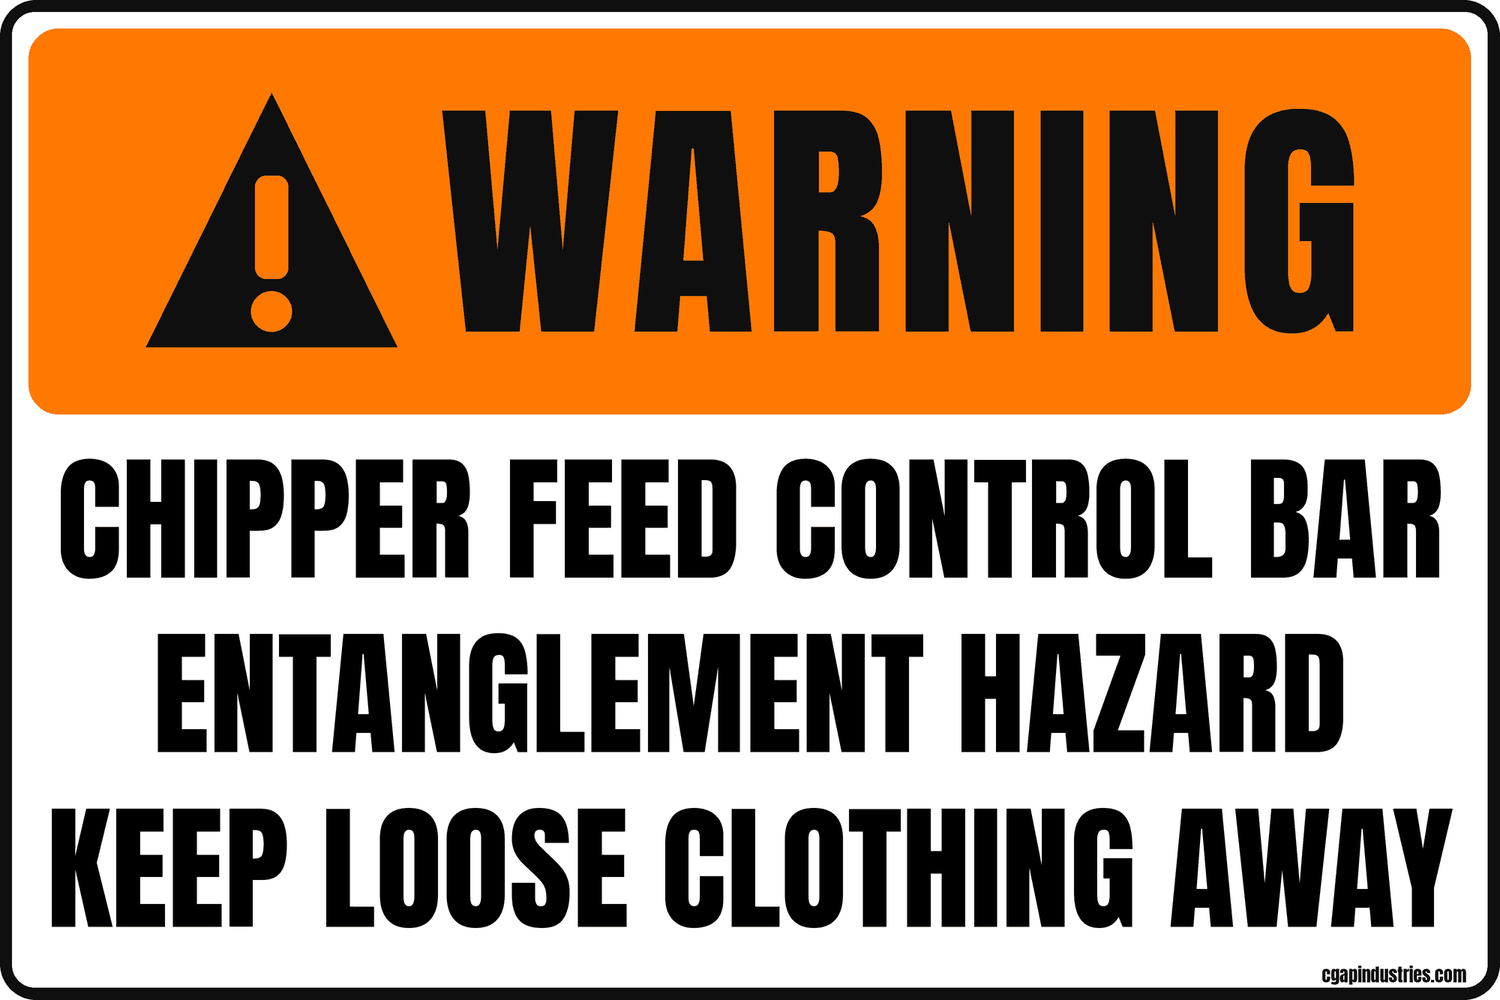 WARNING
CHIPPER FEED CONTROL BAR
ENTANGLEMENT HAZARD
KEEP LOOSE CLOTHING AWAY
cgapindustries.com